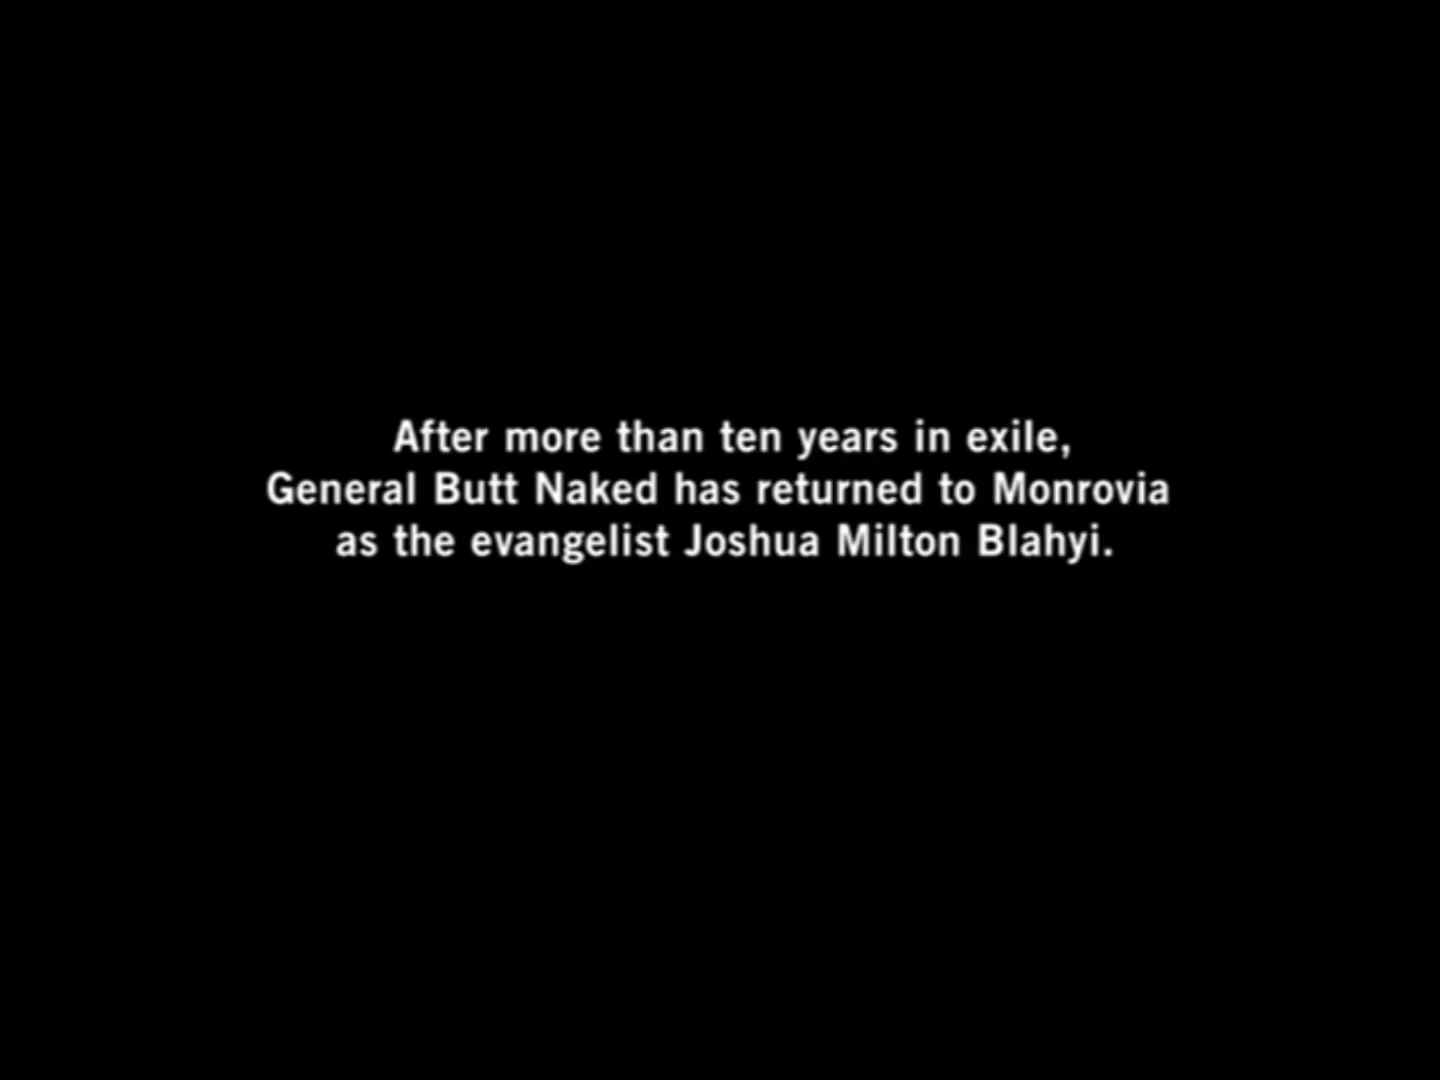 After more than ten years in exile,
General Butt Naked has returned to Monrovia
as the evangelist Joshua Milton Blahyi.